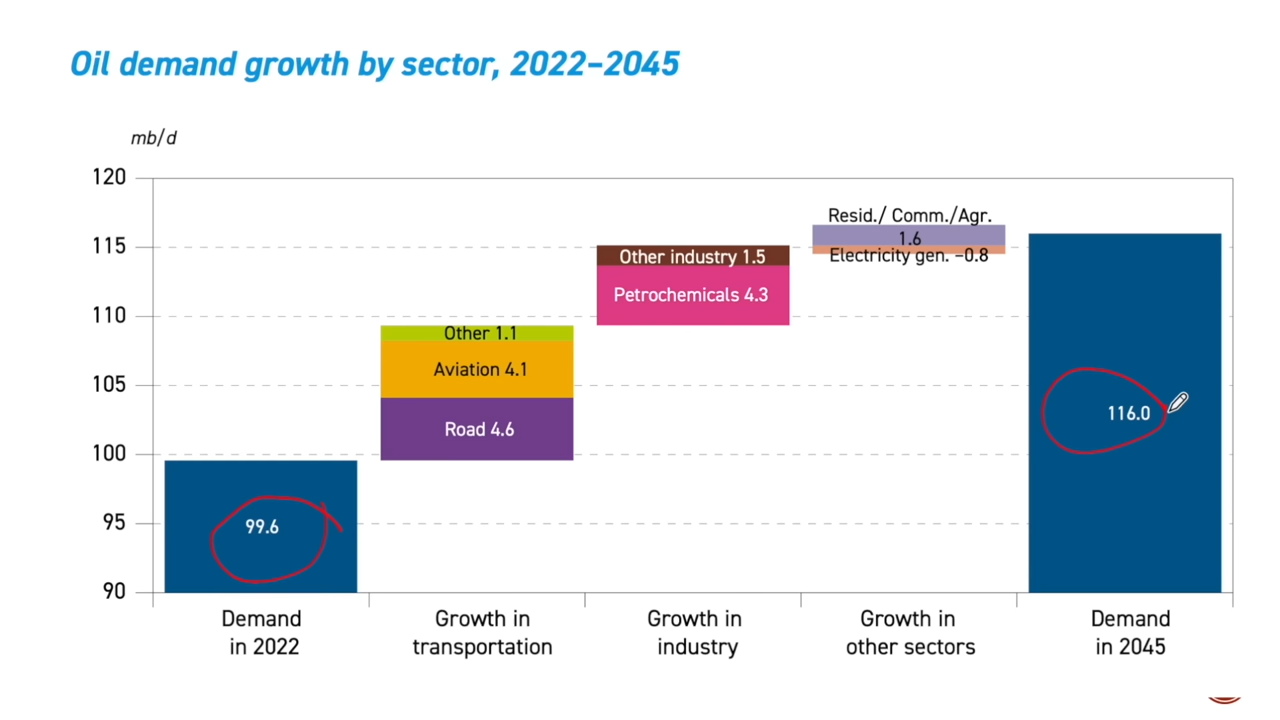 Oil demand growth by sector, 2022–2045
mb/d
120
115
110
105
100
95
90
99.6
Other 1.1
Aviation 4.1
Road 4.6
Other industry 1.5
Petrochemicals 4.3
Resid./ Comm./Agr.
1.6
Electricity gen. –0.8
116.0
Demand
in 2022
Growth in
transportation
Growth in
industry
Growth in
other sectors
Demand
in 2045